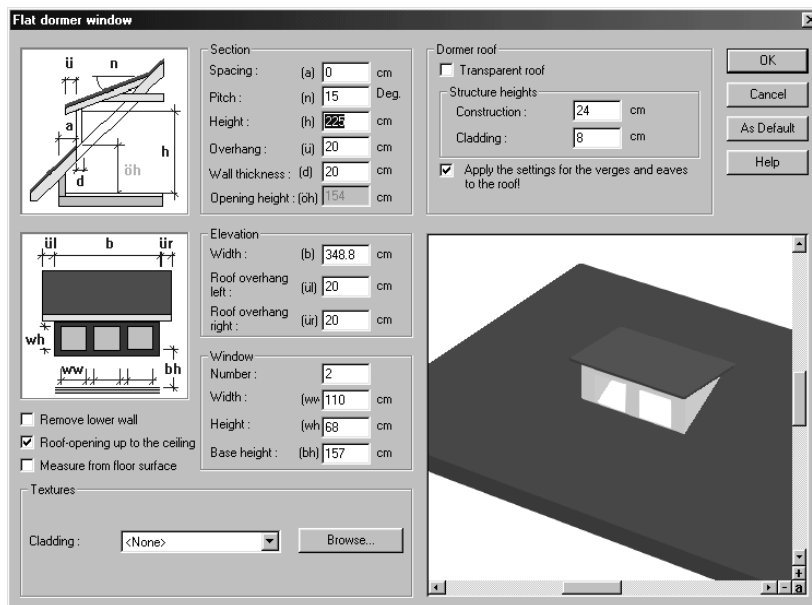 Flat dormer window
ü n
a
h
d öh
Section
Spacing : (a) 0 cm
Pitch : (n) 15 Deg.
Height : (h) 225 cm
Overhang : (ü) 20 cm
Wall thickness : (d) 20 cm
Opening height : (öh) 154 cm
Dormer roof
Transparent roof
Structure heights
Construction : 24 cm
Cladding : 8 cm
Apply the settings for the verges and eaves
to the roof!
OK
Cancel
As Default
Help
ül b ür
wh
ww bh
Elevation
Width : (b) 348.8 cm
Roof overhang
left : (ül) 20 cm
Roof overhang
right : (ür) 20 cm
Window
Number : 2
Width : (ww 110 cm
Height : (wh 68 cm
Base height : (bh) 157 cm
Remove lower wall
Roof-opening up to the ceiling
Measure from floor surface
Textures
Cladding : <None> Browse...
+
- a